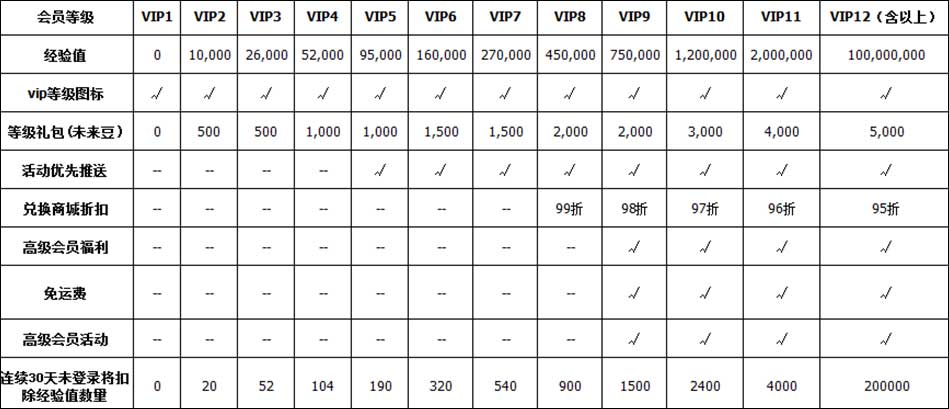 会员等级 VIP1 VIP2 VIP3 VIP4 VIP5 VIP6 VIP7 VIP8 VIP9 VIP10 VIP11 VIP12（含以上）
经验值 0 10,000 26,000 52,000 95,000 160,000 270,000 450,000 750,000 1,200,000 2,000,000 100,000,000
vip等级图标 √ √ √ √ √ √ √ √ √ √ √ √
等级礼包(未来豆) 0 500 500 1,000 1,000 1,500 1,500 2,000 2,000 3,000 4,000 5,000
活动优先推送 -- -- -- -- √ √ √ √ √ √ √ √
兑换商城折扣 -- -- -- -- -- -- -- 99折 98折 97折 96折 95折
高级会员福利 -- -- -- -- -- -- -- -- √ √ √ √
免运费 -- -- -- -- -- -- -- -- √ √ √ √
高级会员活动 -- -- -- -- -- -- -- -- √ √ √ √
连续30天未登录将扣
除经验值数量 0 20 52 104 190 320 540 900 1500 2400 4000 200000